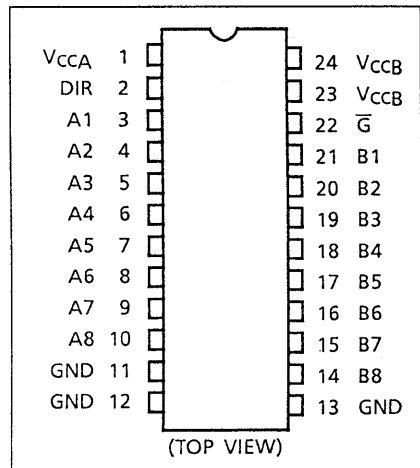 VCCA 1 24 VCCB
DIR 2 23 VCCB
A1 3 22 G̅
A2 4 21 B1
A3 5 20 B2
A4 6 19 B3
A5 7 18 B4
A6 8 17 B5
A7 9 16 B6
A8 10 15 B7
GND 11 14 B8
GND 12 13 GND
(TOP VIEW)